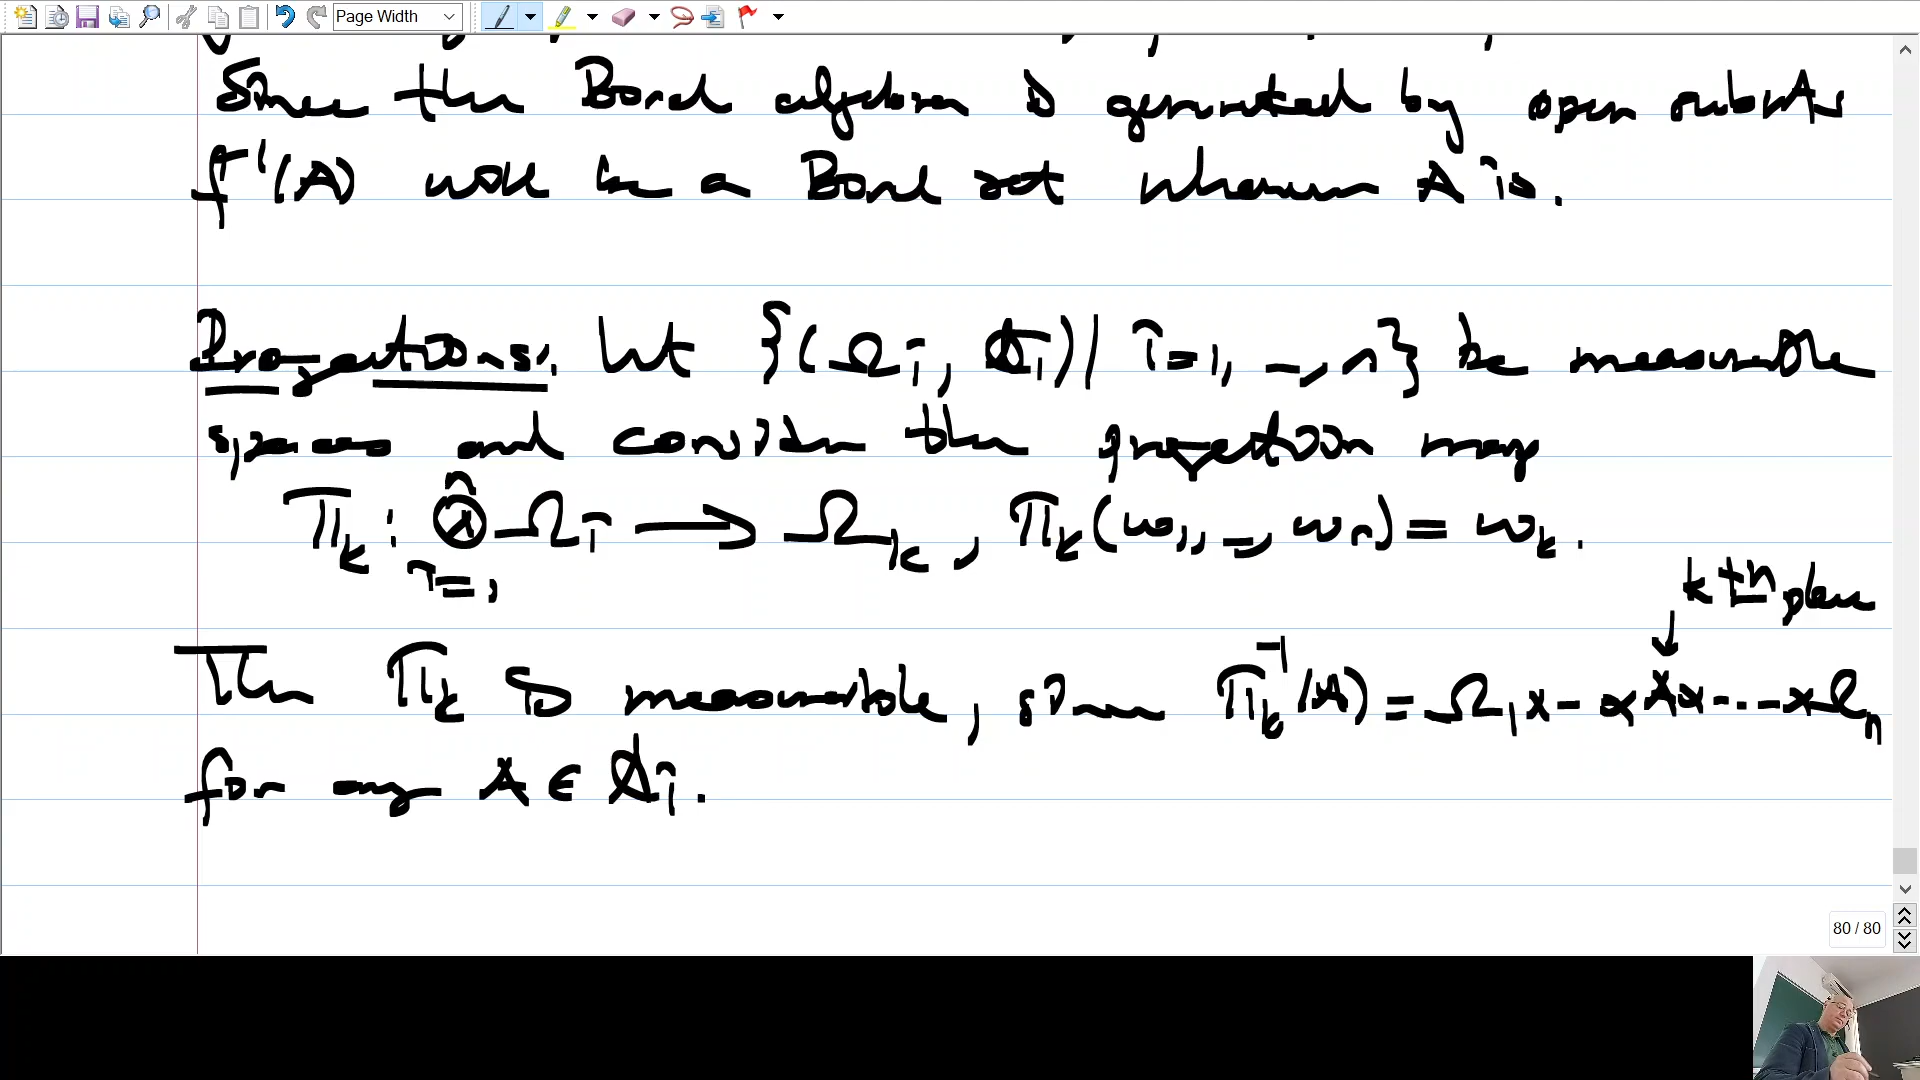 Page Width
Since the Borel algebra is generated by open subsets
f⁻¹(A) will be a Borel set whenever A is.
Projections: Let {(Ωi, 𝒜i) | i=1, –, n} be measurable
spaces and consider the projection map
πk : ⊗ᵢ₌₁ⁿ Ωi → Ωk, πk(ω1, –, ωn) = ωk.
kth place
↓
Then πk is measurable, since πk⁻¹(A) = Ω1 x – x A x ... x Ωn
for any A ∈ 𝒜i.
80 / 80